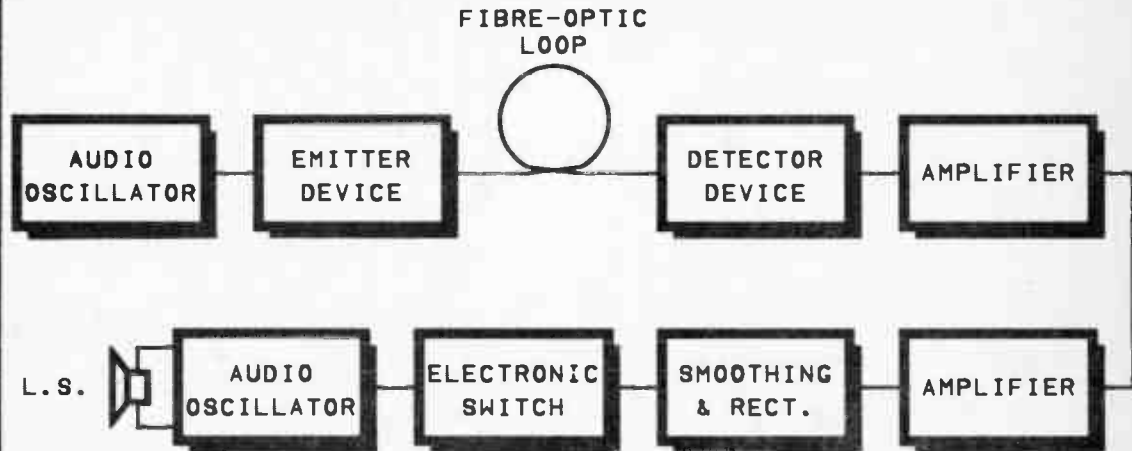 FIBRE-OPTIC
LOOP
AUDIO
OSCILLATOR
EMITTER
DEVICE
DETECTOR
DEVICE
AMPLIFIER
L.S.
AUDIO
OSCILLATOR
ELECTRONIC
SWITCH
SMOOTHING
& RECT.
AMPLIFIER